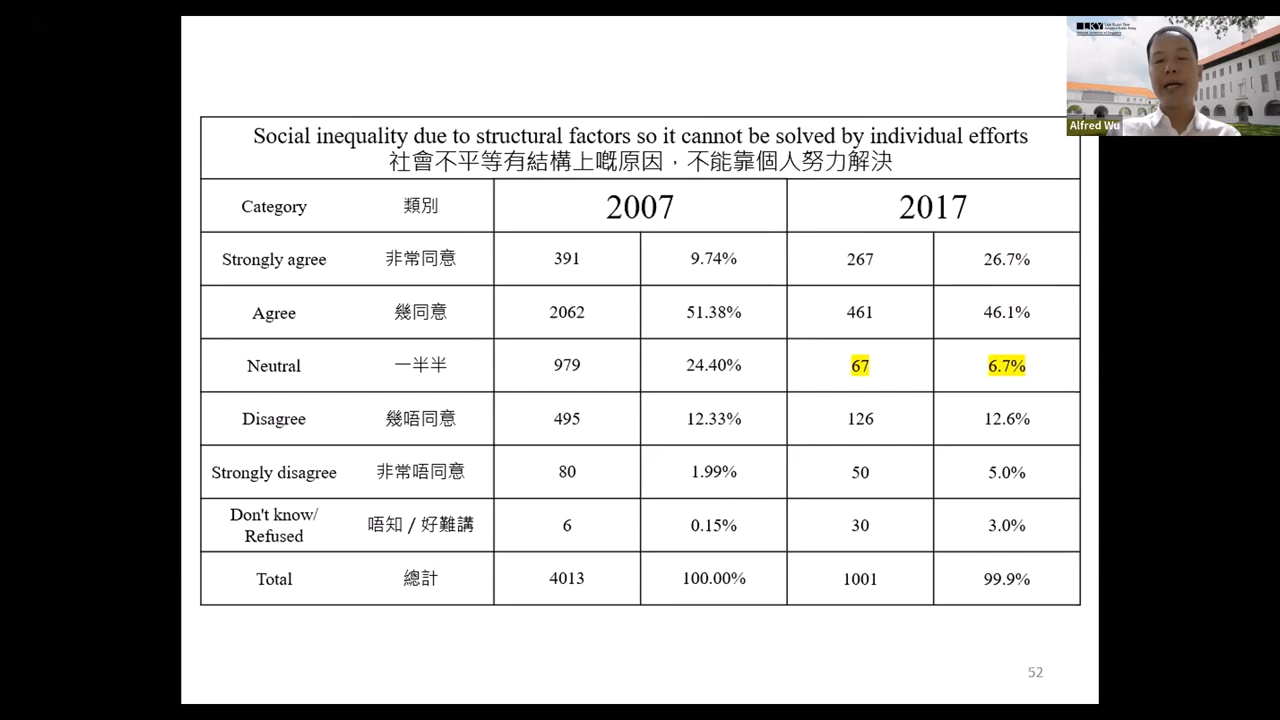 LKY
Alfred Wu
Social inequality due to structural factors so it cannot be solved by individual efforts
社會不平等有結構上嘅原因，不能靠個人努力解決
Category 類別 2007 2017
Strongly agree 非常同意 391 9.74% 267 26.7%
Agree 幾同意 2062 51.38% 461 46.1%
Neutral 一半半 979 24.40% 67 6.7%
Disagree 幾唔同意 495 12.33% 126 12.6%
Strongly disagree 非常唔同意 80 1.99% 50 5.0%
Don't know/
Refused 唔知 / 好難講 6 0.15% 30 3.0%
Total 總計 4013 100.00% 1001 99.9%
52